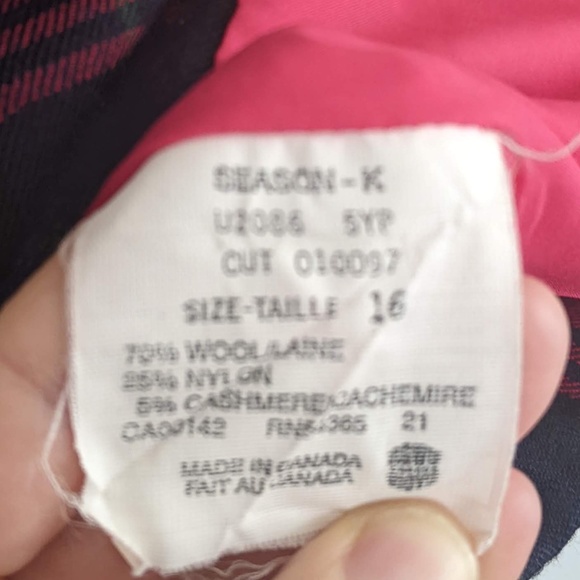 SEASON-K
U2086 5YP
CUT 010097
SIZE-TAILLE 16
70% WOOL/LAINE
25% NYLON
5% CASHMERE/CACHEMIRE
21
MADE IN CANADA
FAIT AU CANADA